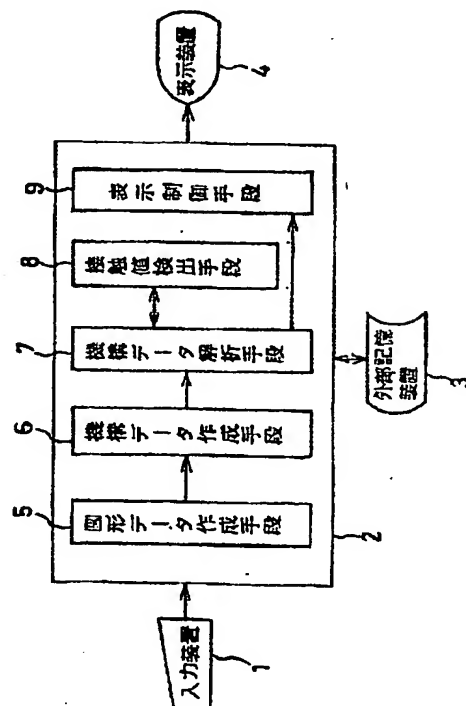 入力装置
1
図形データ作成手段
5
機構データ作成手段
6
機構データ解析手段
7
接触値検出手段
8
表示制御手段
9
2
外部記憶
装置
3
表示装置
4